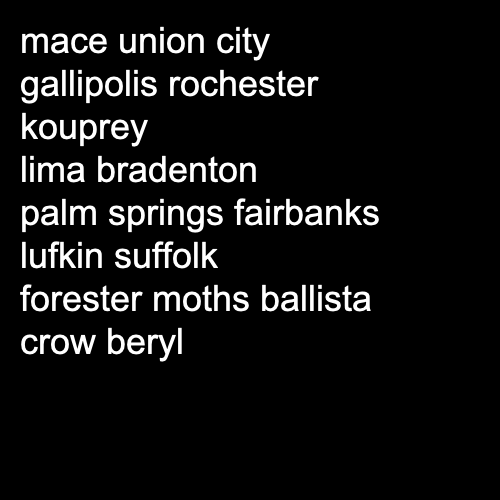 mace union city
gallipolis rochester
kouprey
lima bradenton
palm springs fairbanks
lufkin suffolk
forester moths ballista
crow beryl